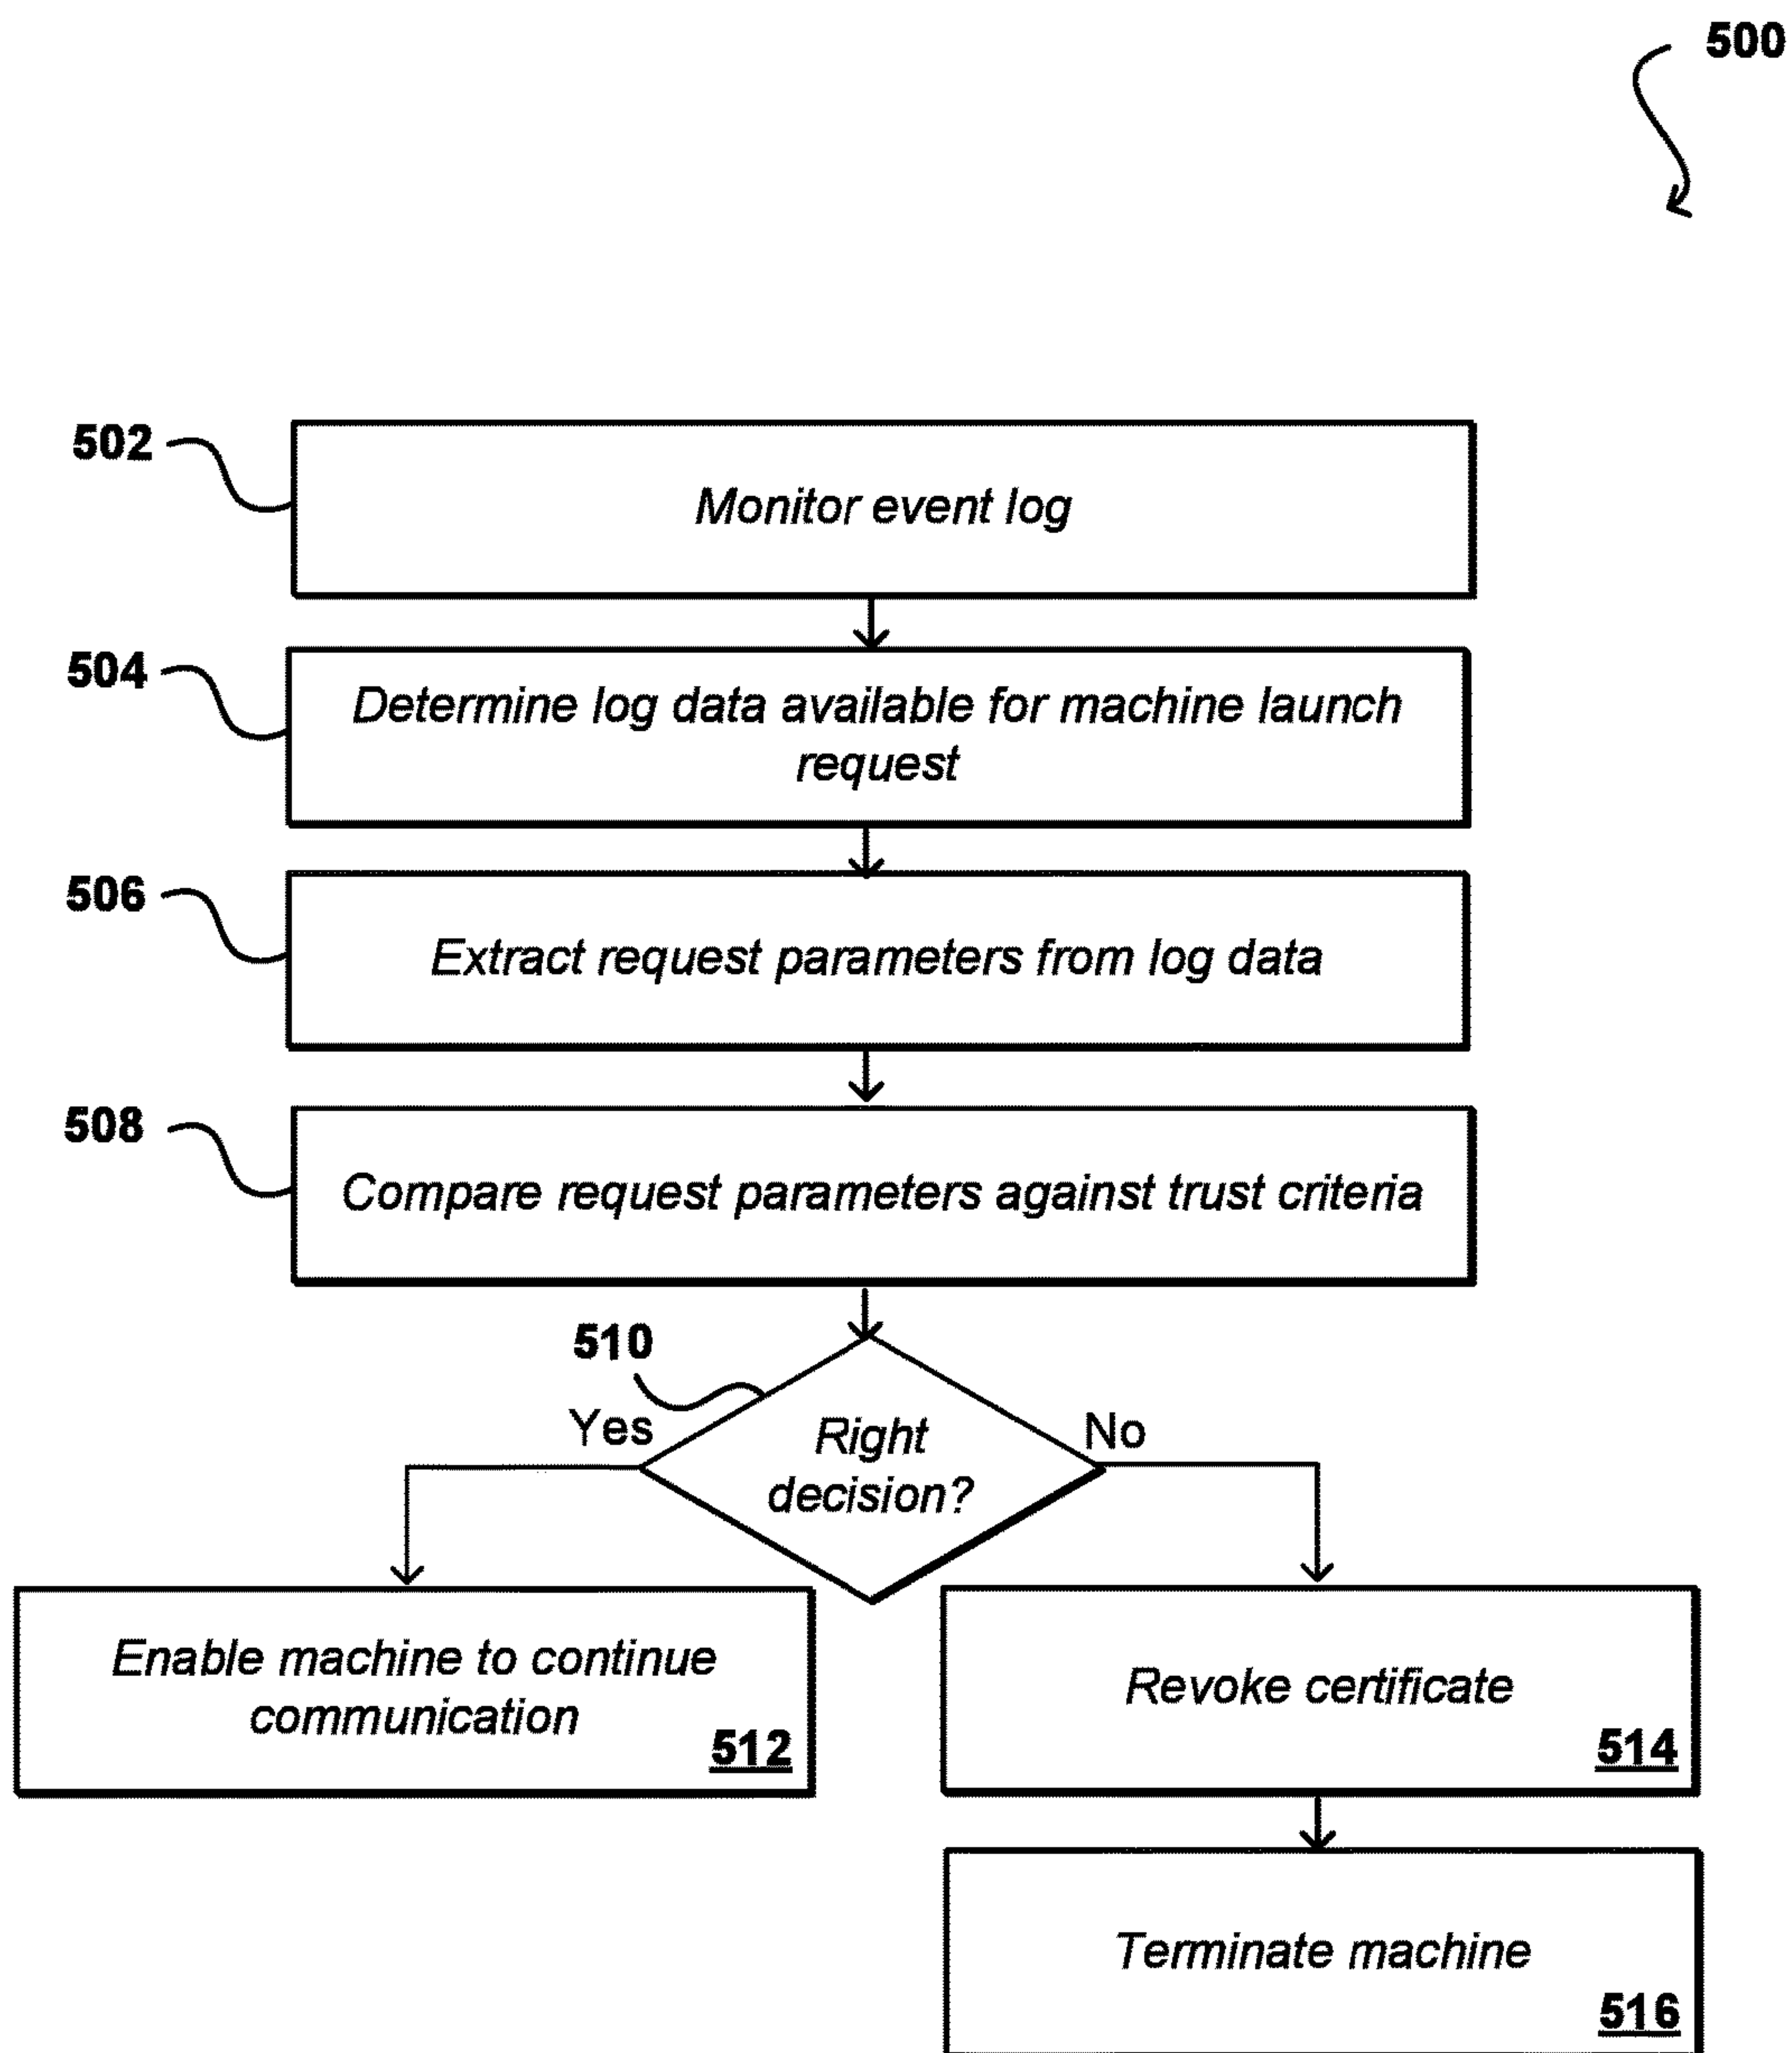 500
502
Monitor event log
504
Determine log data available for machine launch
request
506
Extract request parameters from log data
508
Compare request parameters against trust criteria
510
Yes
No
Right
decision?
Enable machine to continue
communication
512
Revoke certificate
514
Terminate machine
516